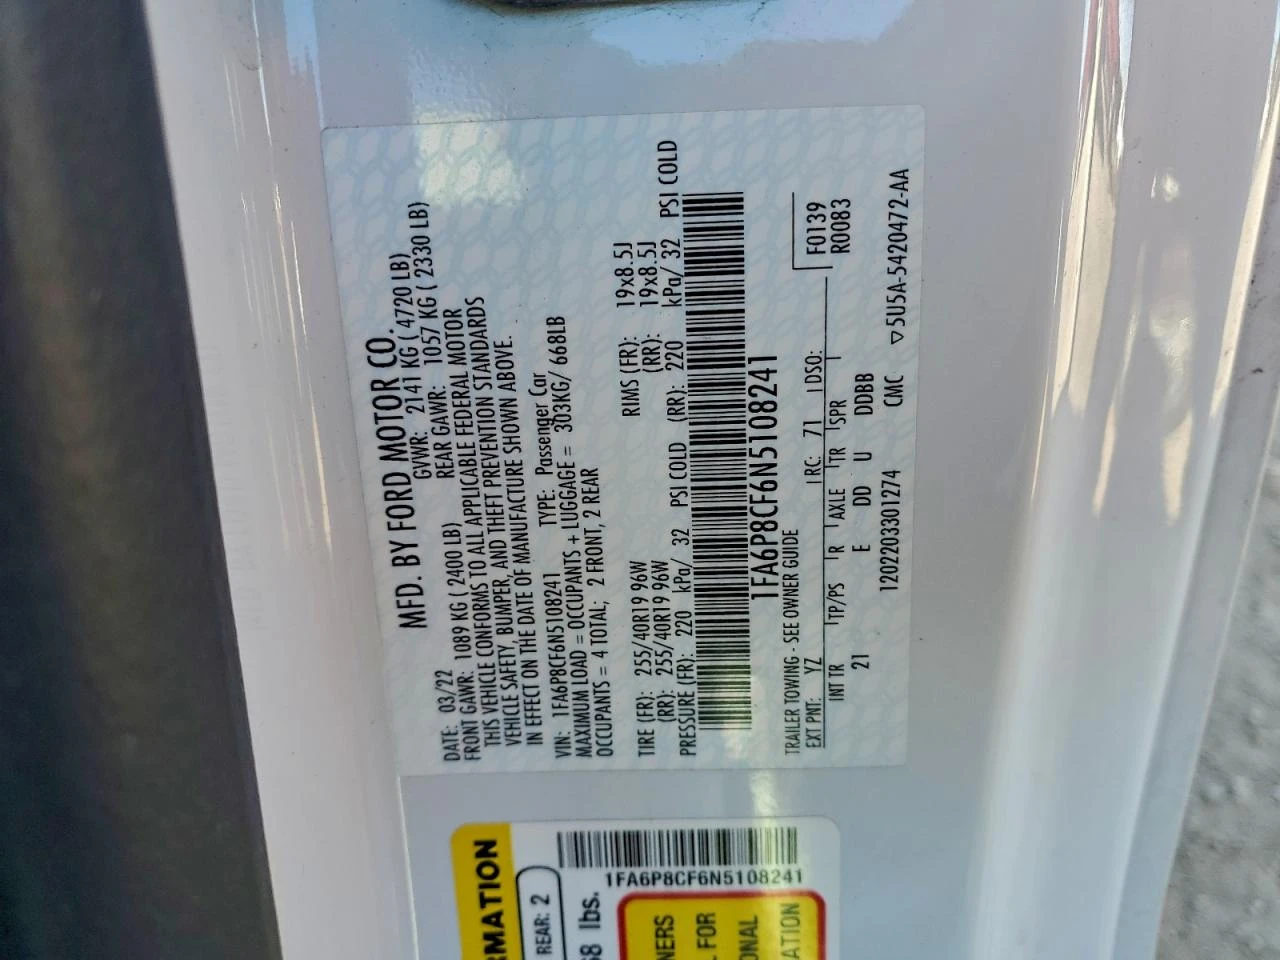 MFD. BY FORD MOTOR CO.
DATE: 03/22 GVWR: 2141 KG ( 4720 LB)
FRONT GAWR: 1089 KG ( 2400 LB) REAR GAWR: 1057 KG ( 2330 LB)
THIS VEHICLE CONFORMS TO ALL APPLICABLE FEDERAL MOTOR
VEHICLE SAFETY, BUMPER, AND THEFT PREVENTION STANDARDS
IN EFFECT ON THE DATE OF MANUFACTURE SHOWN ABOVE.
VIN: 1FA6P8CF6N5108241 TYPE: Passenger Car
MAXIMUM LOAD = OCCUPANTS + LUGGAGE = 303KG/ 668LB
OCCUPANTS = 4 TOTAL; 2 FRONT, 2 REAR
TIRE (FR): 255/40R19 96W RIMS (FR): 19x8.5J
(RR): 255/40R19 96W (RR): 19x8.5J
PRESSURE (FR): 220 kPa/ 32 PSI COLD (RR): 220 kPa/ 32 PSI COLD
1FA6P8CF6N5108241
TRAILER TOWING - SEE OWNER GUIDE
EXT PNT: YZ RC: 71 DSO: F0139
R0083
INT TR TP/PS R AXLE TR SPR
21 E DD U DDBB
1202203301274 CMC ▽5U5A-5420472-AA
RMATION
REAR: 2
68 lbs.
1FA6P8CF6N5108241
NERS
L FOR
ONAL
ATION